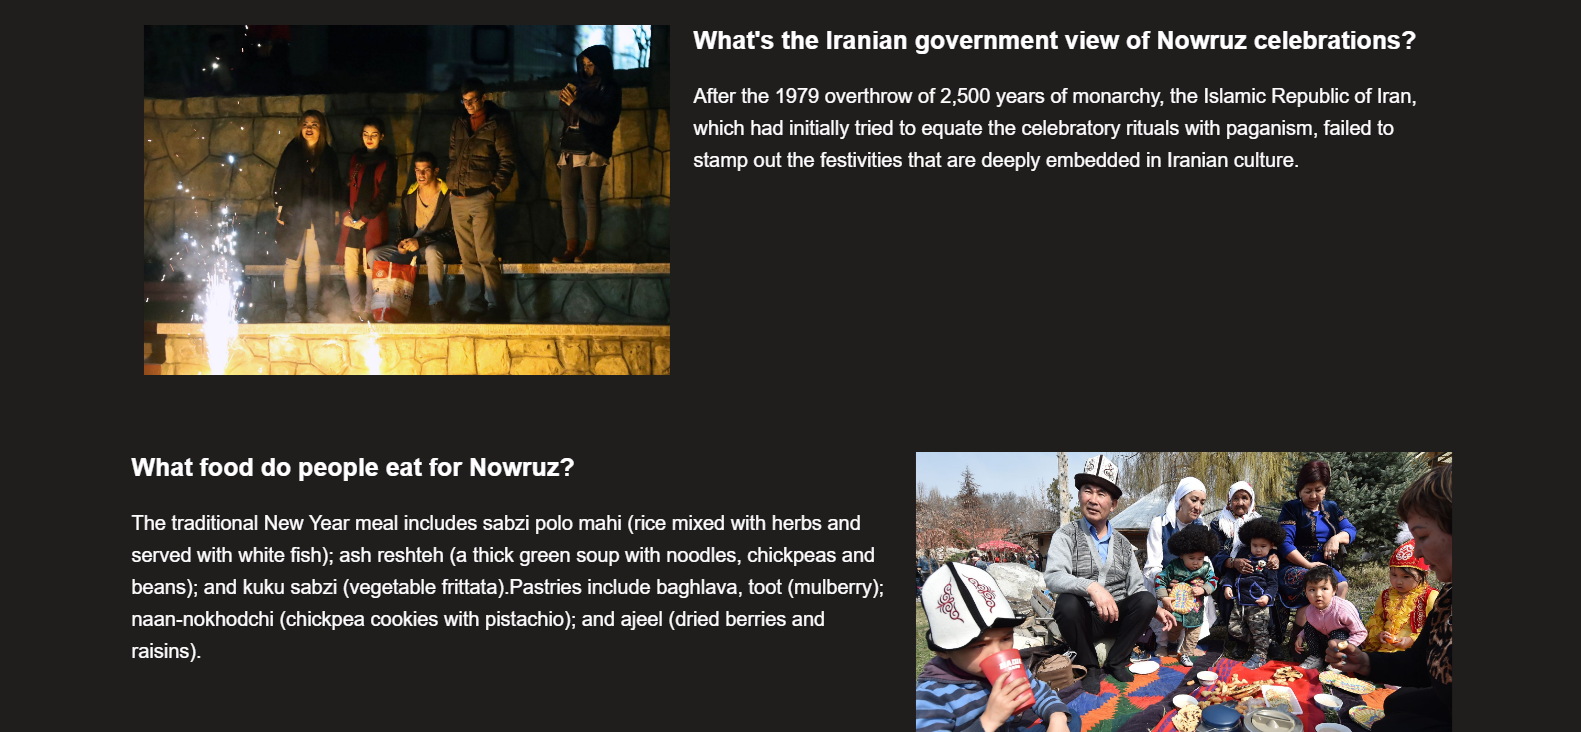 What's the Iranian government view of Nowruz celebrations?
After the 1979 overthrow of 2,500 years of monarchy, the Islamic Republic of Iran,
which had initially tried to equate the celebratory rituals with paganism, failed to
stamp out the festivities that are deeply embedded in Iranian culture.
What food do people eat for Nowruz?
The traditional New Year meal includes sabzi polo mahi (rice mixed with herbs and
served with white fish); ash reshteh (a thick green soup with noodles, chickpeas and
beans); and kuku sabzi (vegetable frittata).Pastries include baghlava, toot (mulberry);
naan-nokhodchi (chickpea cookies with pistachio); and ajeel (dried berries and
raisins).